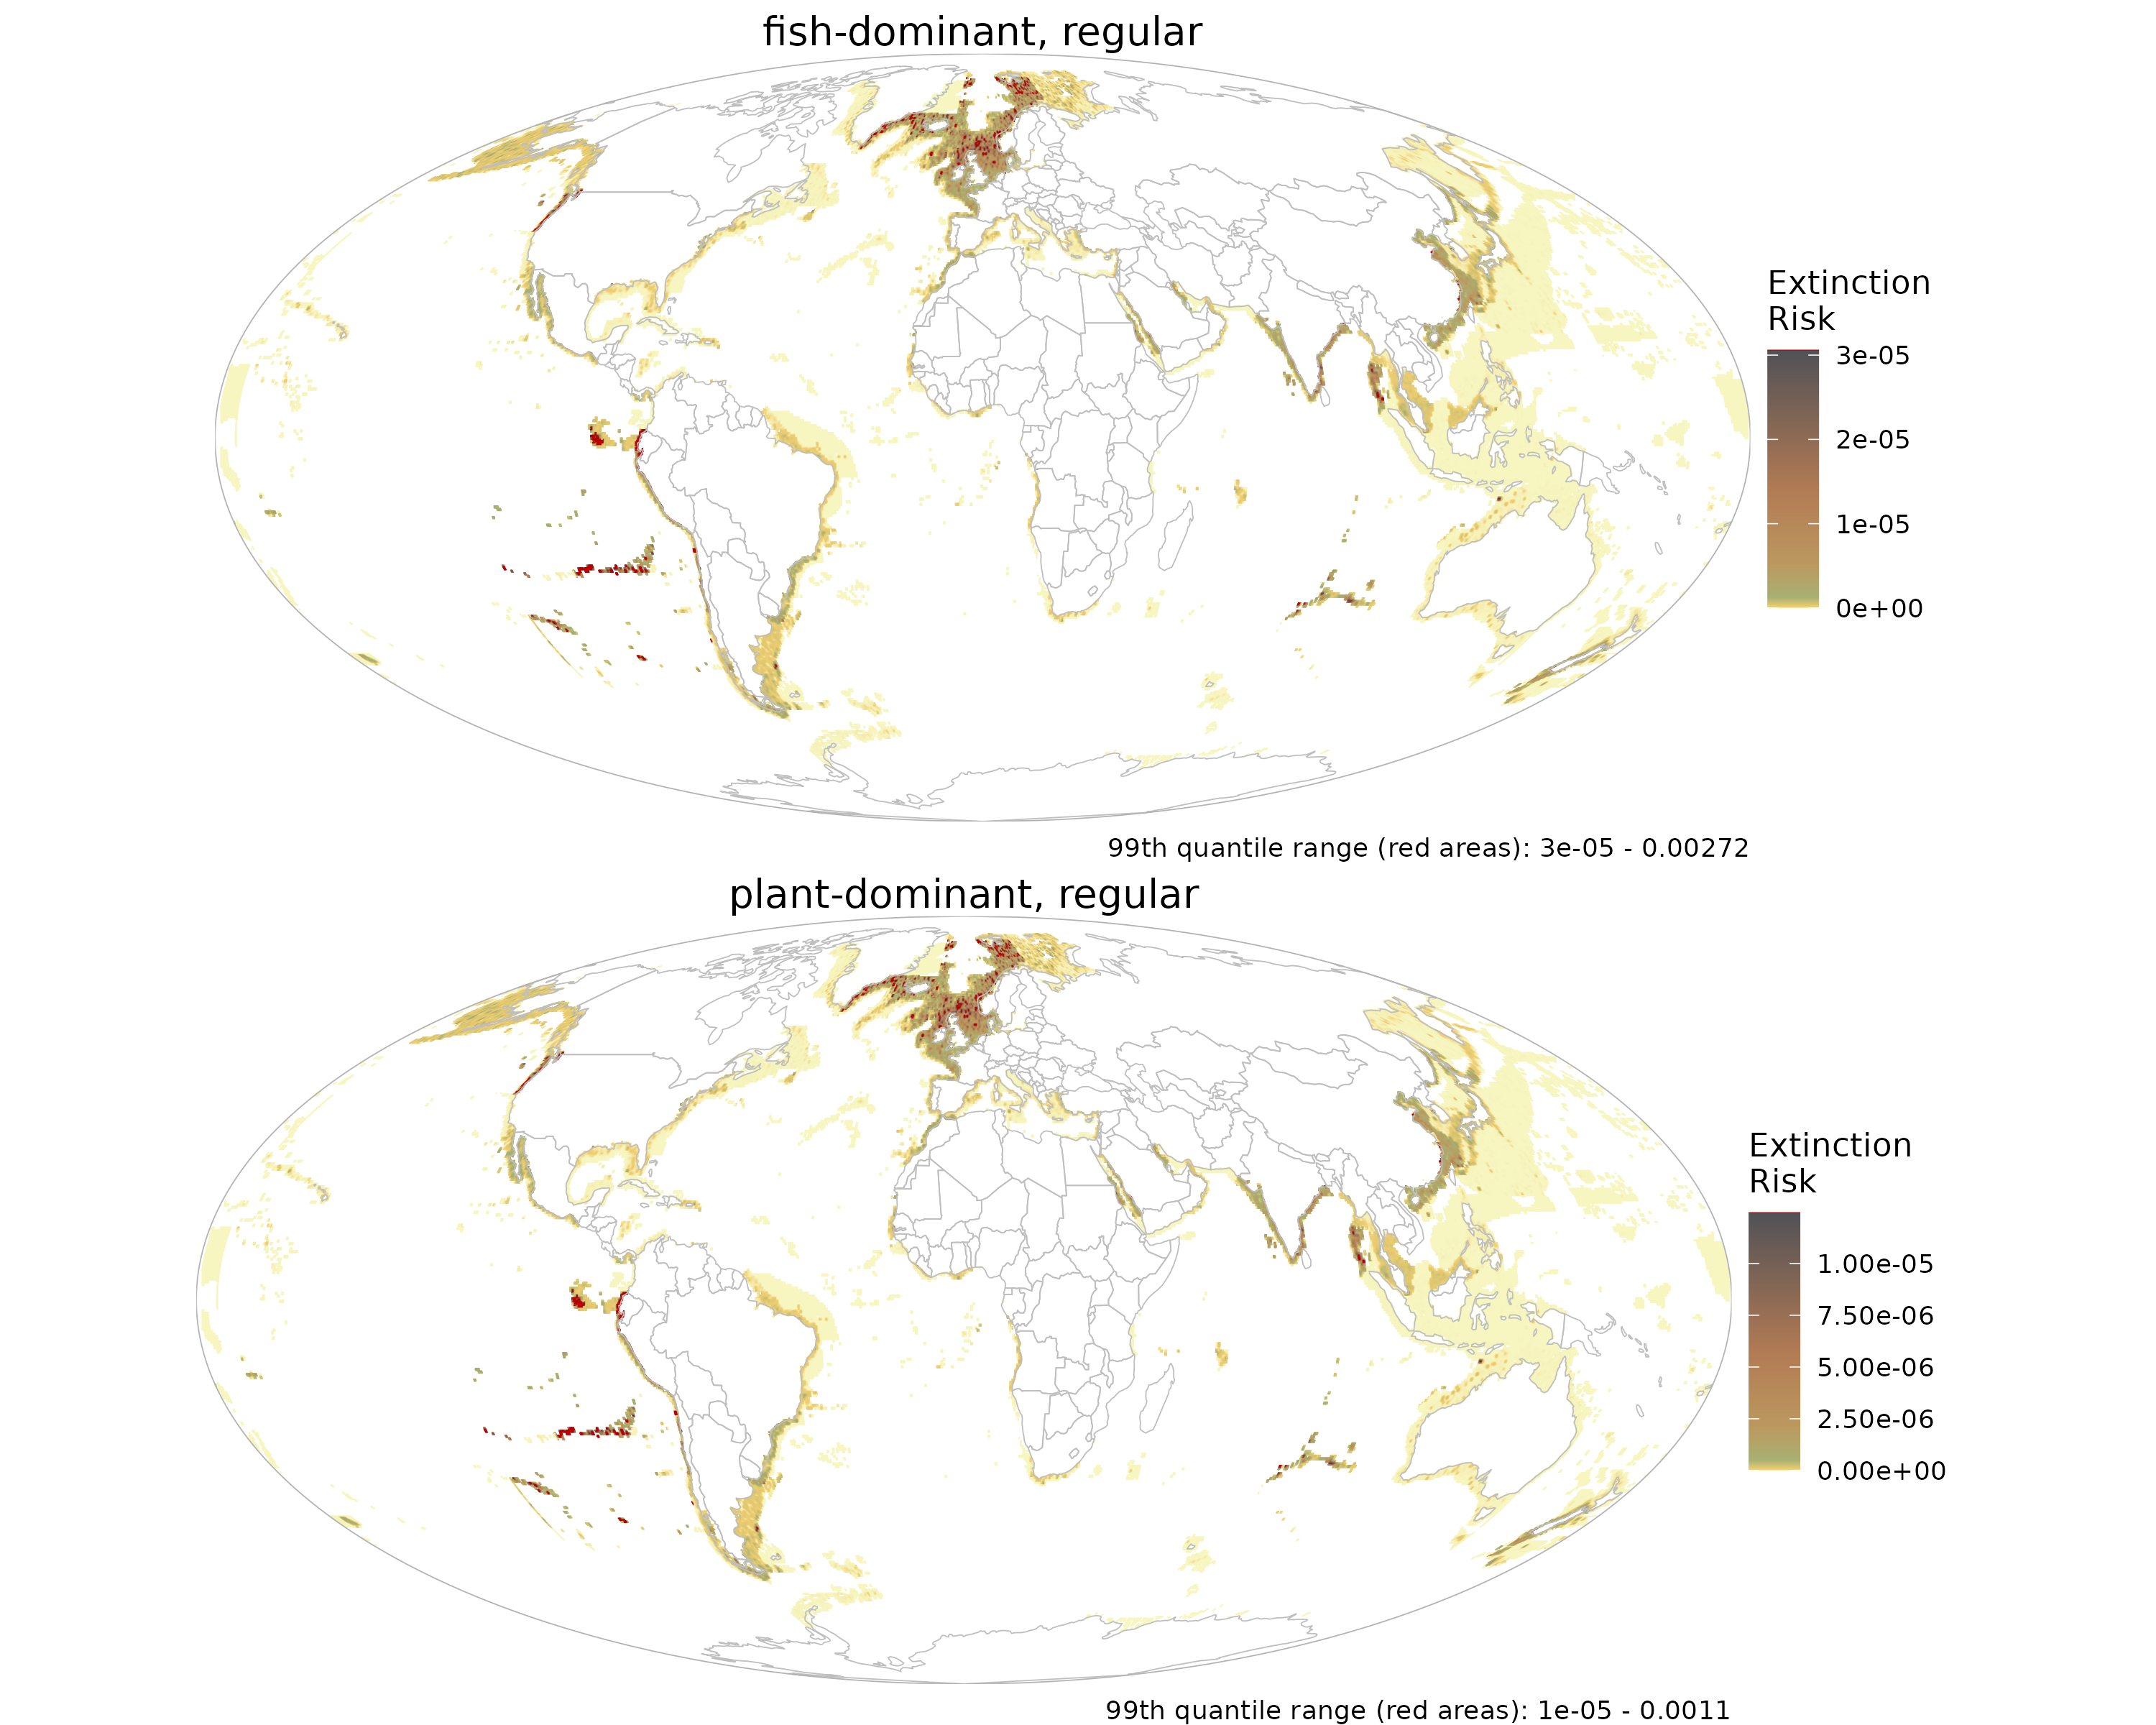 fish-dominant, regular
Extinction
Risk
3e-05
2e-05
1e-05
0e+00
99th quantile range (red areas): 3e-05 - 0.00272
plant-dominant, regular
Extinction
Risk
1.00e-05
7.50e-06
5.00e-06
2.50e-06
0.00e+00
99th quantile range (red areas): 1e-05 - 0.0011